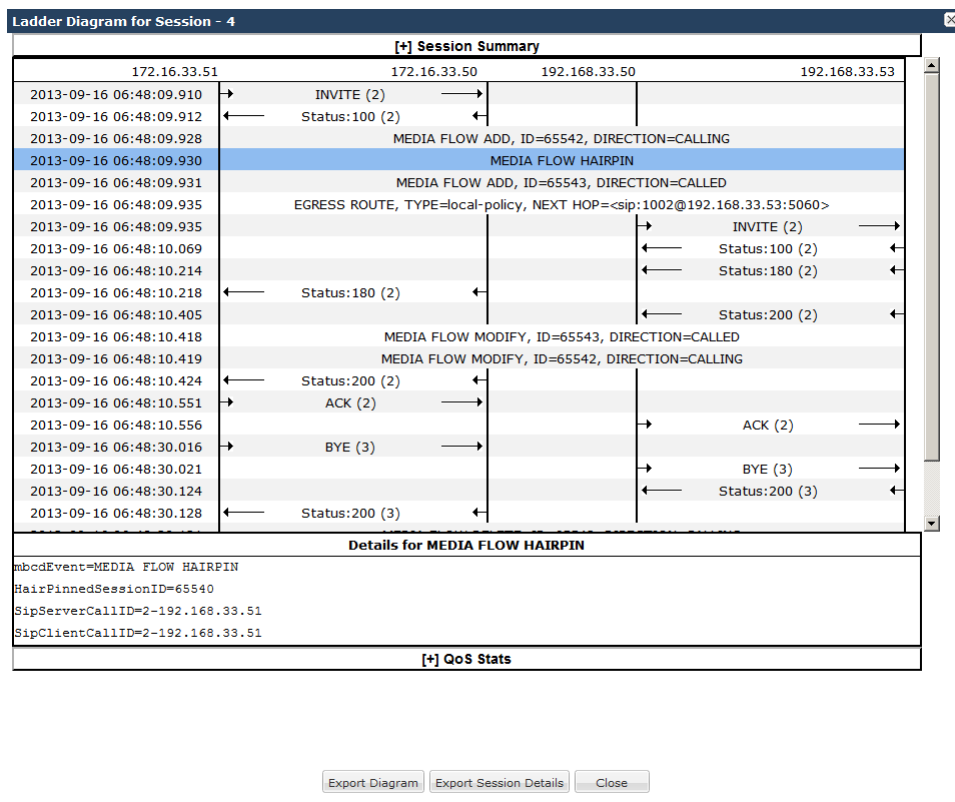 Ladder Diagram for Session - 4
[+] Session Summary
172.16.33.51 172.16.33.50 192.168.33.50 192.168.33.53
2013-09-16 06:48:09.910 INVITE (2)
2013-09-16 06:48:09.912 Status:100 (2)
2013-09-16 06:48:09.928 MEDIA FLOW ADD, ID=65542, DIRECTION=CALLING
2013-09-16 06:48:09.930 MEDIA FLOW HAIRPIN
2013-09-16 06:48:09.931 MEDIA FLOW ADD, ID=65543, DIRECTION=CALLED
2013-09-16 06:48:09.935 EGRESS ROUTE, TYPE=local-policy, NEXT HOP=<sip:1002@192.168.33.53:5060>
2013-09-16 06:48:09.935 INVITE (2)
2013-09-16 06:48:10.069 Status:100 (2)
2013-09-16 06:48:10.214 Status:180 (2)
2013-09-16 06:48:10.218 Status:180 (2)
2013-09-16 06:48:10.405 Status:200 (2)
2013-09-16 06:48:10.418 MEDIA FLOW MODIFY, ID=65543, DIRECTION=CALLED
2013-09-16 06:48:10.419 MEDIA FLOW MODIFY, ID=65542, DIRECTION=CALLING
2013-09-16 06:48:10.424 Status:200 (2)
2013-09-16 06:48:10.551 ACK (2)
2013-09-16 06:48:10.556 ACK (2)
2013-09-16 06:48:30.016 BYE (3)
2013-09-16 06:48:30.021 BYE (3)
2013-09-16 06:48:30.124 Status:200 (3)
2013-09-16 06:48:30.128 Status:200 (3)
Details for MEDIA FLOW HAIRPIN
mbcdEvent=MEDIA FLOW HAIRPIN
HairPinnedSessionID=65540
SipServerCallID=2-192.168.33.51
SipClientCallID=2-192.168.33.51
[+] QoS Stats
Export Diagram Export Session Details Close